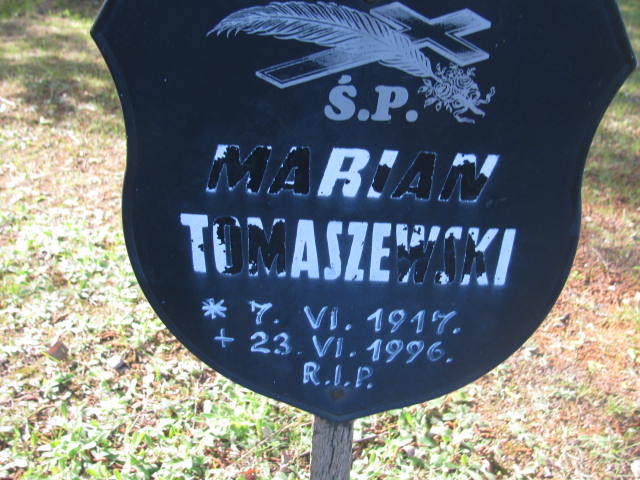 Ś.P.
MARIAN
TOMASZEWSKI
* 7. VI. 1917.
+ 23. VI. 1996.
R.I.P.